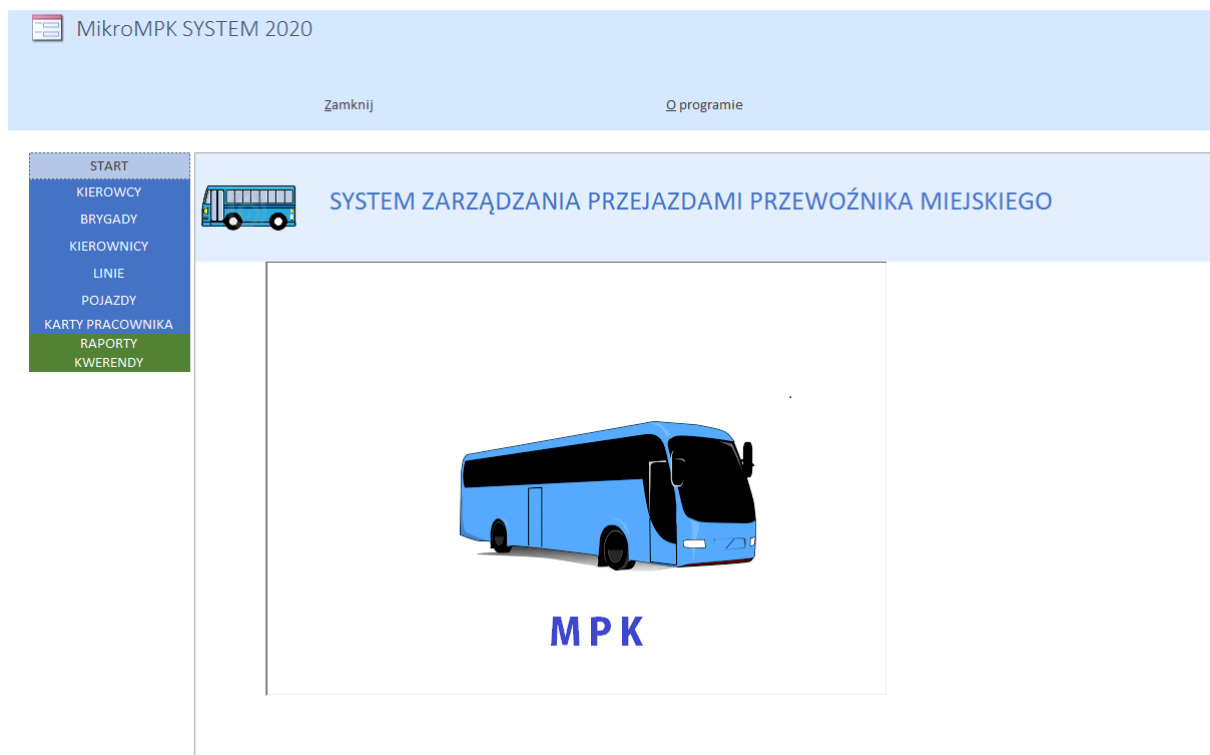 MikroMPK SYSTEM 2020
Zamknij
O programie
START
KIEROWCY
BRYGADY
KIEROWNICY
LINIE
POJAZDY
KARTY PRACOWNIKA
RAPORTY
KWERENDY
SYSTEM ZARZĄDZANIA PRZEJAZDAMI PRZEWOŹNIKA MIEJSKIEGO
MPK